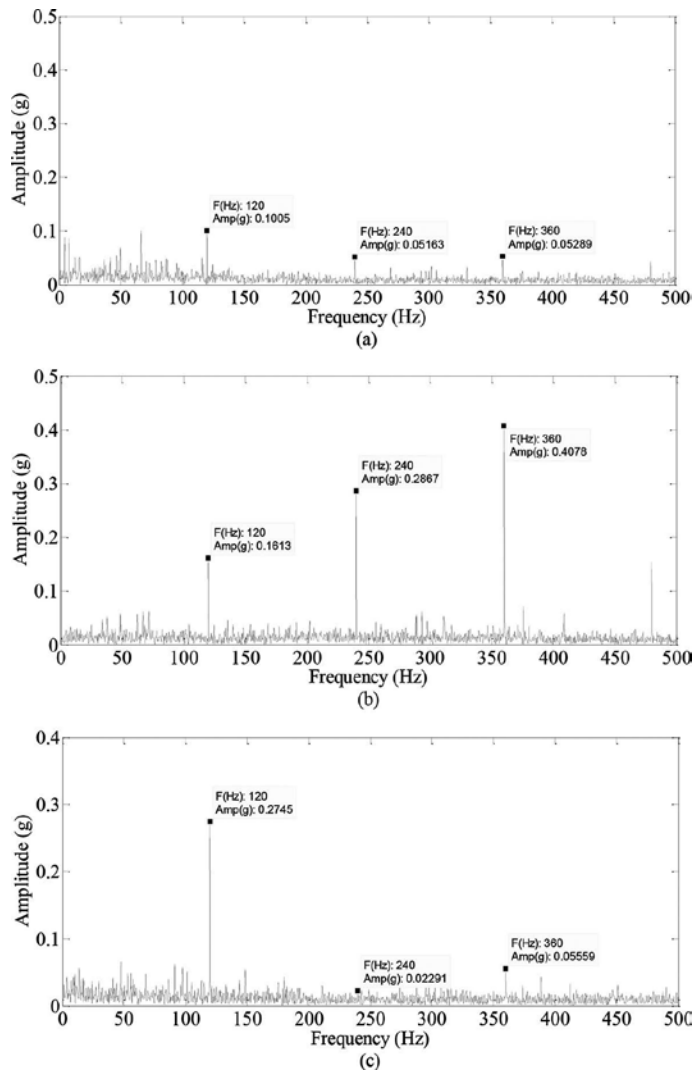 0.5
0.4
0.3
0.2
0.1
0
Amplitude (g)
F(Hz): 120
Amp(g): 0.1005
F(Hz): 240
Amp(g): 0.05163
F(Hz): 360
Amp(g): 0.05289
0 50 100 150 200 250 300 350 400 450 500
Frequency (Hz)
(a)
0.5
0.4
0.3
0.2
0.1
0
Amplitude (g)
F(Hz): 120
Amp(g): 0.1613
F(Hz): 240
Amp(g): 0.2867
F(Hz): 360
Amp(g): 0.4078
0 50 100 150 200 250 300 350 400 450 500
Frequency (Hz)
(b)
0.4
0.3
0.2
0.1
0
Amplitude (g)
F(Hz): 120
Amp(g): 0.2745
F(Hz): 240
Amp(g): 0.02291
F(Hz): 360
Amp(g): 0.05559
0 50 100 150 200 250 300 350 400 450 500
Frequency (Hz)
(c)